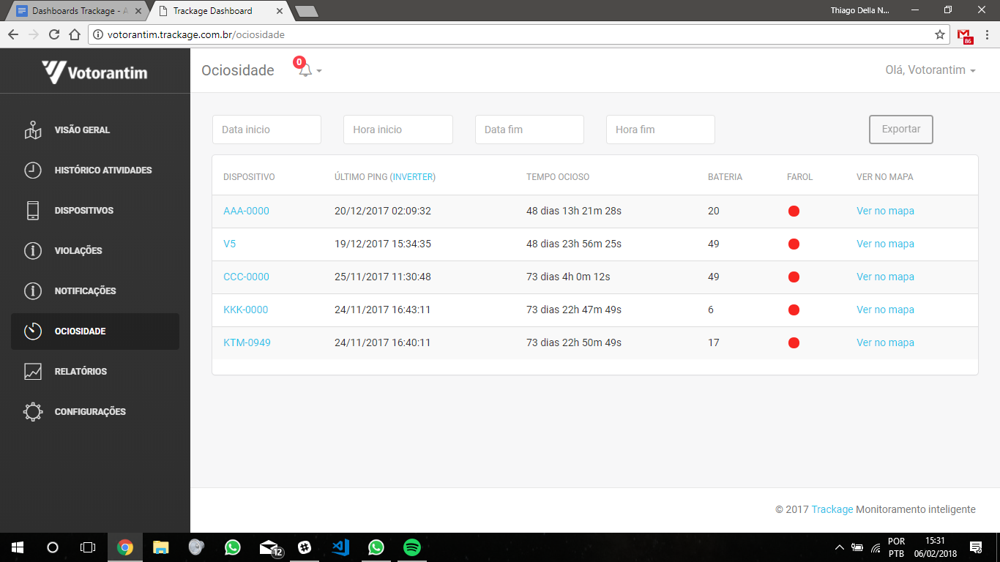 Dashboards Trackage - A
Trackage Dashboard
Thiago Della N...
votorantim.trackage.com.br/ociosidade
86
Votorantim
Ociosidade
0
Olá, Votorantim
VISÃO GERAL
HISTÓRICO ATIVIDADES
DISPOSITIVOS
VIOLAÇÕES
NOTIFICAÇÕES
OCIOSIDADE
RELATÓRIOS
CONFIGURAÇÕES
Data inicio Hora inicio Data fim Hora fim Exportar
DISPOSITIVO ÚLTIMO PING (INVERTER) TEMPO OCIOSO BATERIA FAROL VER NO MAPA
AAA-0000 20/12/2017 02:09:32 48 dias 13h 21m 28s 20 Ver no mapa
V5 19/12/2017 15:34:35 48 dias 23h 56m 25s 49 Ver no mapa
CCC-0000 25/11/2017 11:30:48 73 dias 4h 0m 12s 49 Ver no mapa
KKK-0000 24/11/2017 16:43:11 73 dias 22h 47m 49s 6 Ver no mapa
KTM-0949 24/11/2017 16:40:11 73 dias 22h 50m 49s 17 Ver no mapa
© 2017 Trackage Monitoramento inteligente
12
POR
PTB
15:31
06/02/2018